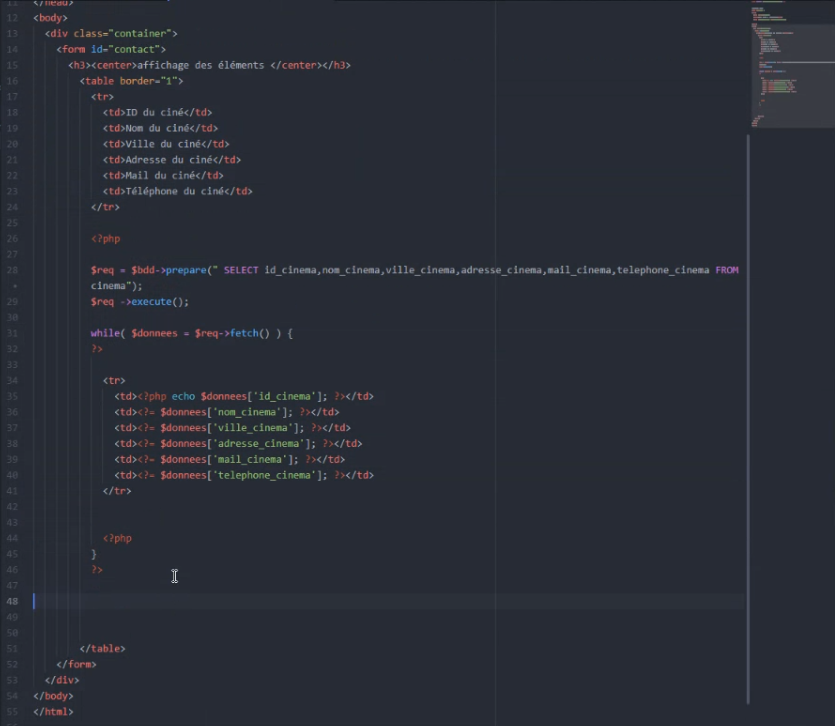 11 </head>
12 <body>
13 <div class="container">
14 <form id="contact">
15 <h3><center>affichage des éléments </center></h3>
16 <table border="1">
17 <tr>
18 <td>ID du ciné</td>
19 <td>Nom du ciné</td>
20 <td>Ville du ciné</td>
21 <td>Adresse du ciné</td>
22 <td>Mail du ciné</td>
23 <td>Téléphone du ciné</td>
24 </tr>
25
26 <?php
27
28 $req = $bdd->prepare(" SELECT id_cinema,nom_cinema,ville_cinema,adresse_cinema,mail_cinema,telephone_cinema FROM
• cinema");
29 $req ->execute();
30
31 while( $donnees = $req->fetch() ) {
32 ?>
33
34 <tr>
35 <td><?php echo $donnees['id_cinema']; ?></td>
36 <td><?= $donnees['nom_cinema']; ?></td>
37 <td><?= $donnees['ville_cinema']; ?></td>
38 <td><?= $donnees['adresse_cinema']; ?></td>
39 <td><?= $donnees['mail_cinema']; ?></td>
40 <td><?= $donnees['telephone_cinema']; ?></td>
41 </tr>
42
43
44 <?php
45 }
46 ?>
47
48
49
50
51 </table>
52 </form>
53 </div>
54 </body>
55 </html>